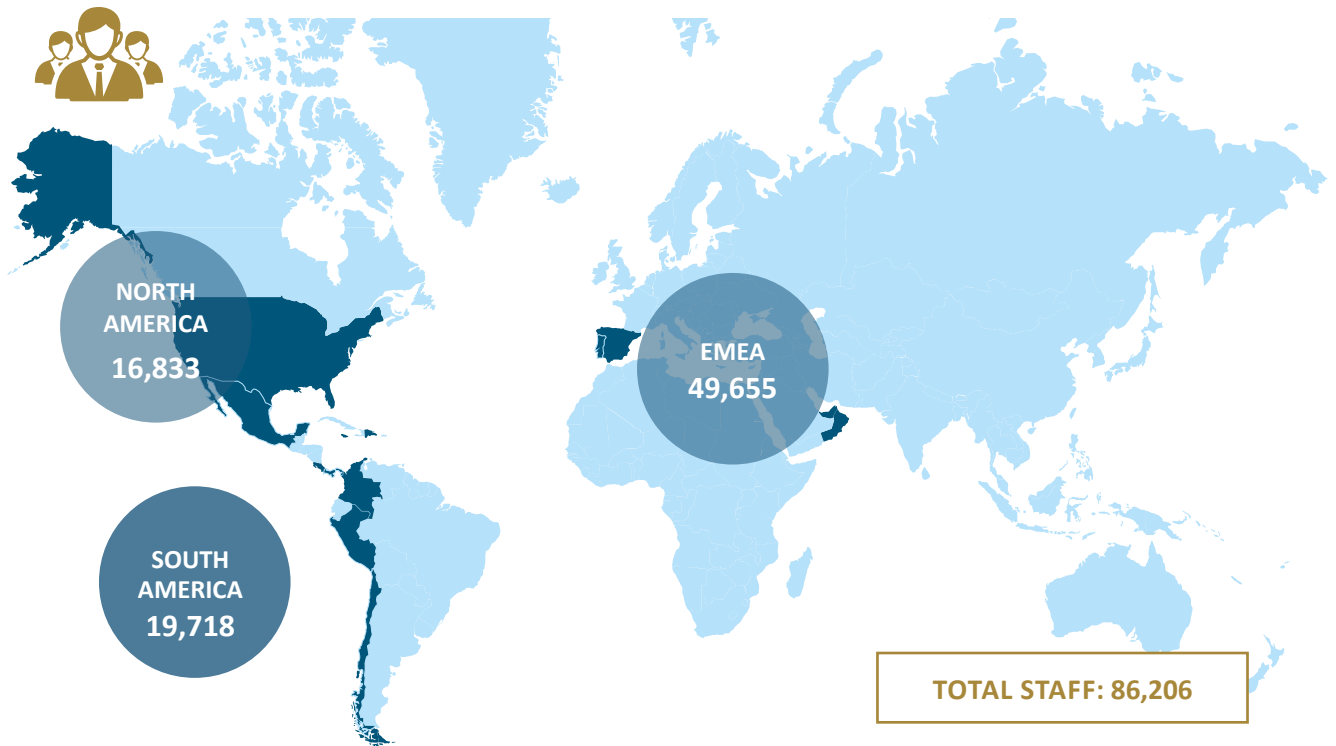 NORTH
AMERICA
16,833
EMEA
49,655
SOUTH
AMERICA
19,718
TOTAL STAFF: 86,206